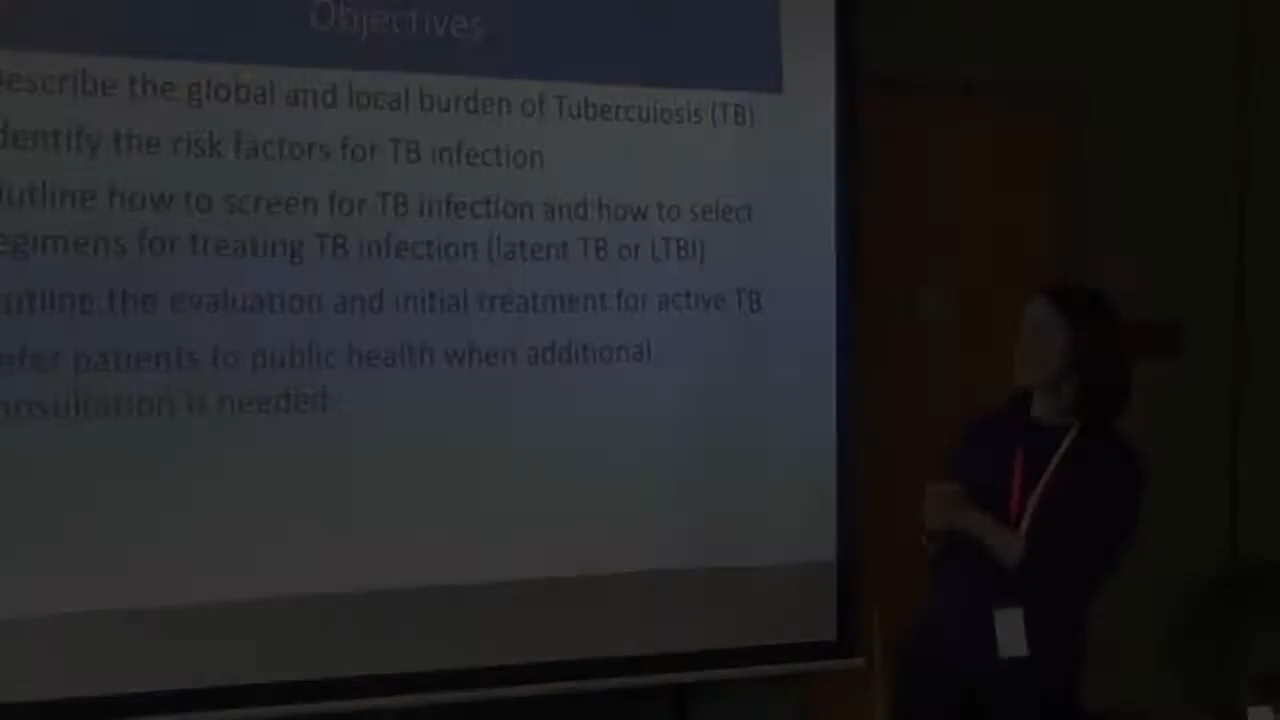 Objectives
escribe the global and local burden of Tuberculosis (TB)
dentify the risk factors for TB infection
utline how to screen for TB infection and how to select
egimens for treating TB infection (latent TB or LTBI)
utline the evaluation and initial treatment for active TB
efer patients to public health when additional
onsultation is needed